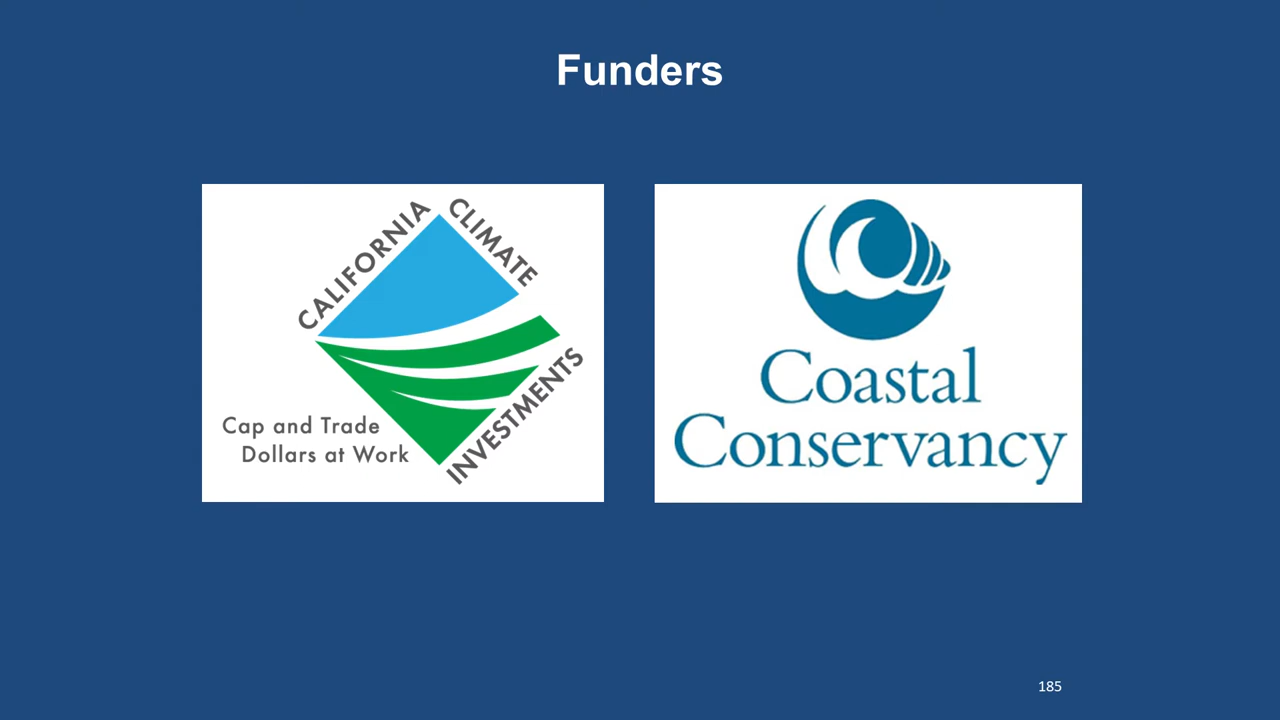 Funders
CALIFORNIA
CLIMATE
INVESTMENTS
Cap and Trade
Dollars at Work
Coastal
Conservancy
185